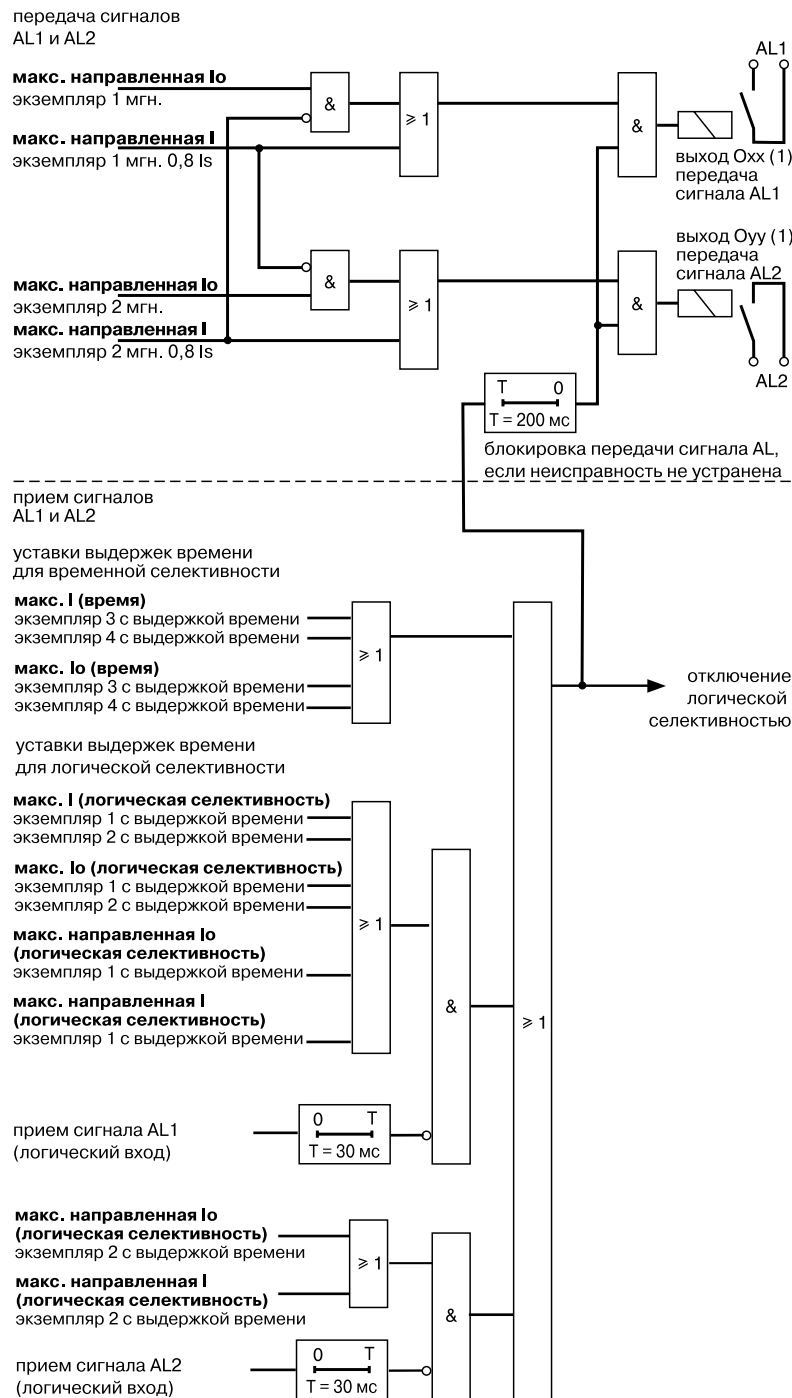 передача сигналов
AL1 и AL2
макс. направленная Io
экземпляр 1 мгн.
макс. направленная I
экземпляр 1 мгн. 0,8 Is
&
≥ 1
&
AL1
выход Oxx (1)
передача
сигнала AL1
макс. направленная Io
экземпляр 2 мгн.
макс. направленная I
экземпляр 2 мгн. 0,8 Is
&
≥ 1
&
выход Oyy (1)
передача
сигнала AL2
AL2
T 0
T = 200 мс
блокировка передачи сигнала AL,
если неисправность не устранена
прием сигналов
AL1 и AL2
уставки выдержек времени
для временной селективности
макс. I (время)
экземпляр 3 с выдержкой времени
экземпляр 4 с выдержкой времени
макс. Io (время)
экземпляр 3 с выдержкой времени
экземпляр 4 с выдержкой времени
≥ 1
отключение
логической
селективностью
уставки выдержек времени
для логической селективности
макс. I (логическая селективность)
экземпляр 1 с выдержкой времени
экземпляр 2 с выдержкой времени
макс. Io (логическая селективность)
экземпляр 1 с выдержкой времени
экземпляр 2 с выдержкой времени
макс. направленная Io
(логическая селективность)
экземпляр 1 с выдержкой времени
макс. направленная I
(логическая селективность)
экземпляр 1 с выдержкой времени
≥ 1
&
≥ 1
прием сигнала AL1
(логический вход)
0 T
T = 30 мс
макс. направленная Io
(логическая селективность)
экземпляр 2 с выдержкой времени
макс. направленная I
(логическая селективность)
экземпляр 2 с выдержкой времени
≥ 1
&
прием сигнала AL2
(логический вход)
0 T
T = 30 мс